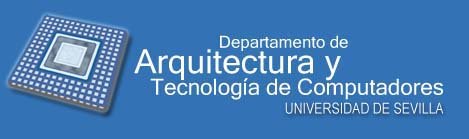 Departamento de
Arquitectura y
Tecnología de Computadores
UNIVERSIDAD DE SEVILLA